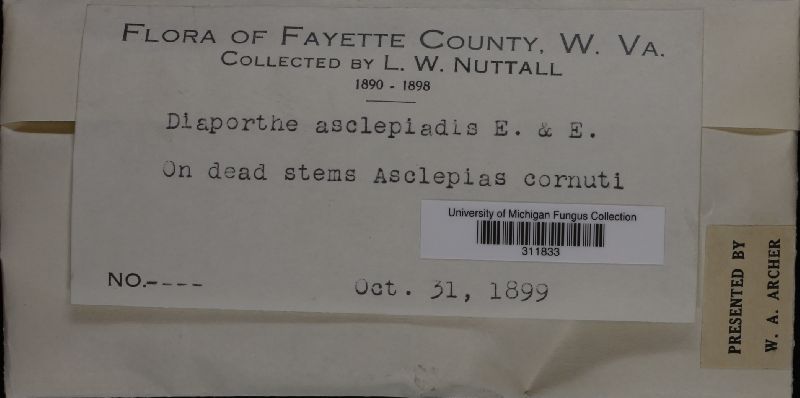 FLORA OF FAYETTE COUNTY, W. VA.
COLLECTED BY L. W. NUTTALL
1890 - 1898
Diaporthe asclepiadis E. & E.
On dead stems Asclepias cornuti
University of Michigan Fungus Collection
311833
NO.----
Oct. 31, 1899
PRESENTED BY
W. A. ARCHER